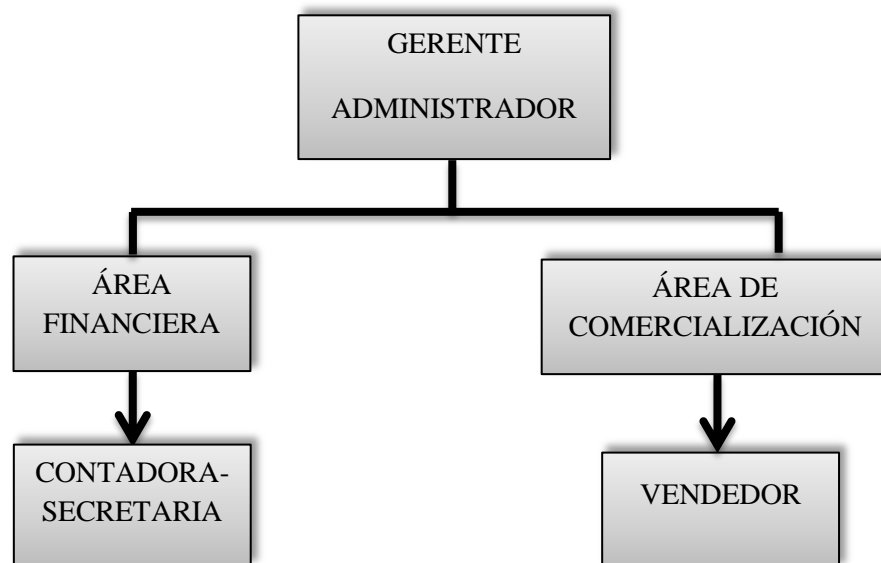 GERENTE
ADMINISTRADOR
ÁREA
FINANCIERA
ÁREA DE
COMERCIALIZACIÓN
CONTADORA-
SECRETARIA
VENDEDOR